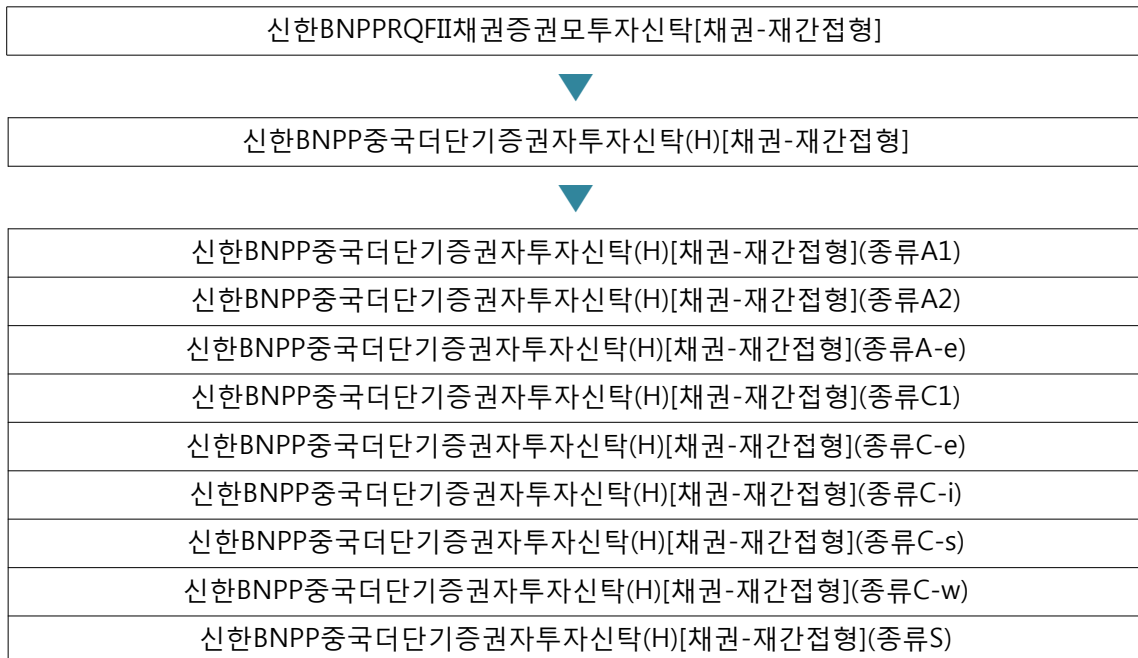 신한BNPPRQFII채권증권모투자신탁[채권-재간접형]
신한BNPP중국더단기증권자투자신탁(H)[채권-재간접형]
신한BNPP중국더단기증권자투자신탁(H)[채권-재간접형](종류A1)
신한BNPP중국더단기증권자투자신탁(H)[채권-재간접형](종류A2)
신한BNPP중국더단기증권자투자신탁(H)[채권-재간접형](종류A-e)
신한BNPP중국더단기증권자투자신탁(H)[채권-재간접형](종류C1)
신한BNPP중국더단기증권자투자신탁(H)[채권-재간접형](종류C-e)
신한BNPP중국더단기증권자투자신탁(H)[채권-재간접형](종류C-i)
신한BNPP중국더단기증권자투자신탁(H)[채권-재간접형](종류C-s)
신한BNPP중국더단기증권자투자신탁(H)[채권-재간접형](종류C-w)
신한BNPP중국더단기증권자투자신탁(H)[채권-재간접형](종류S)